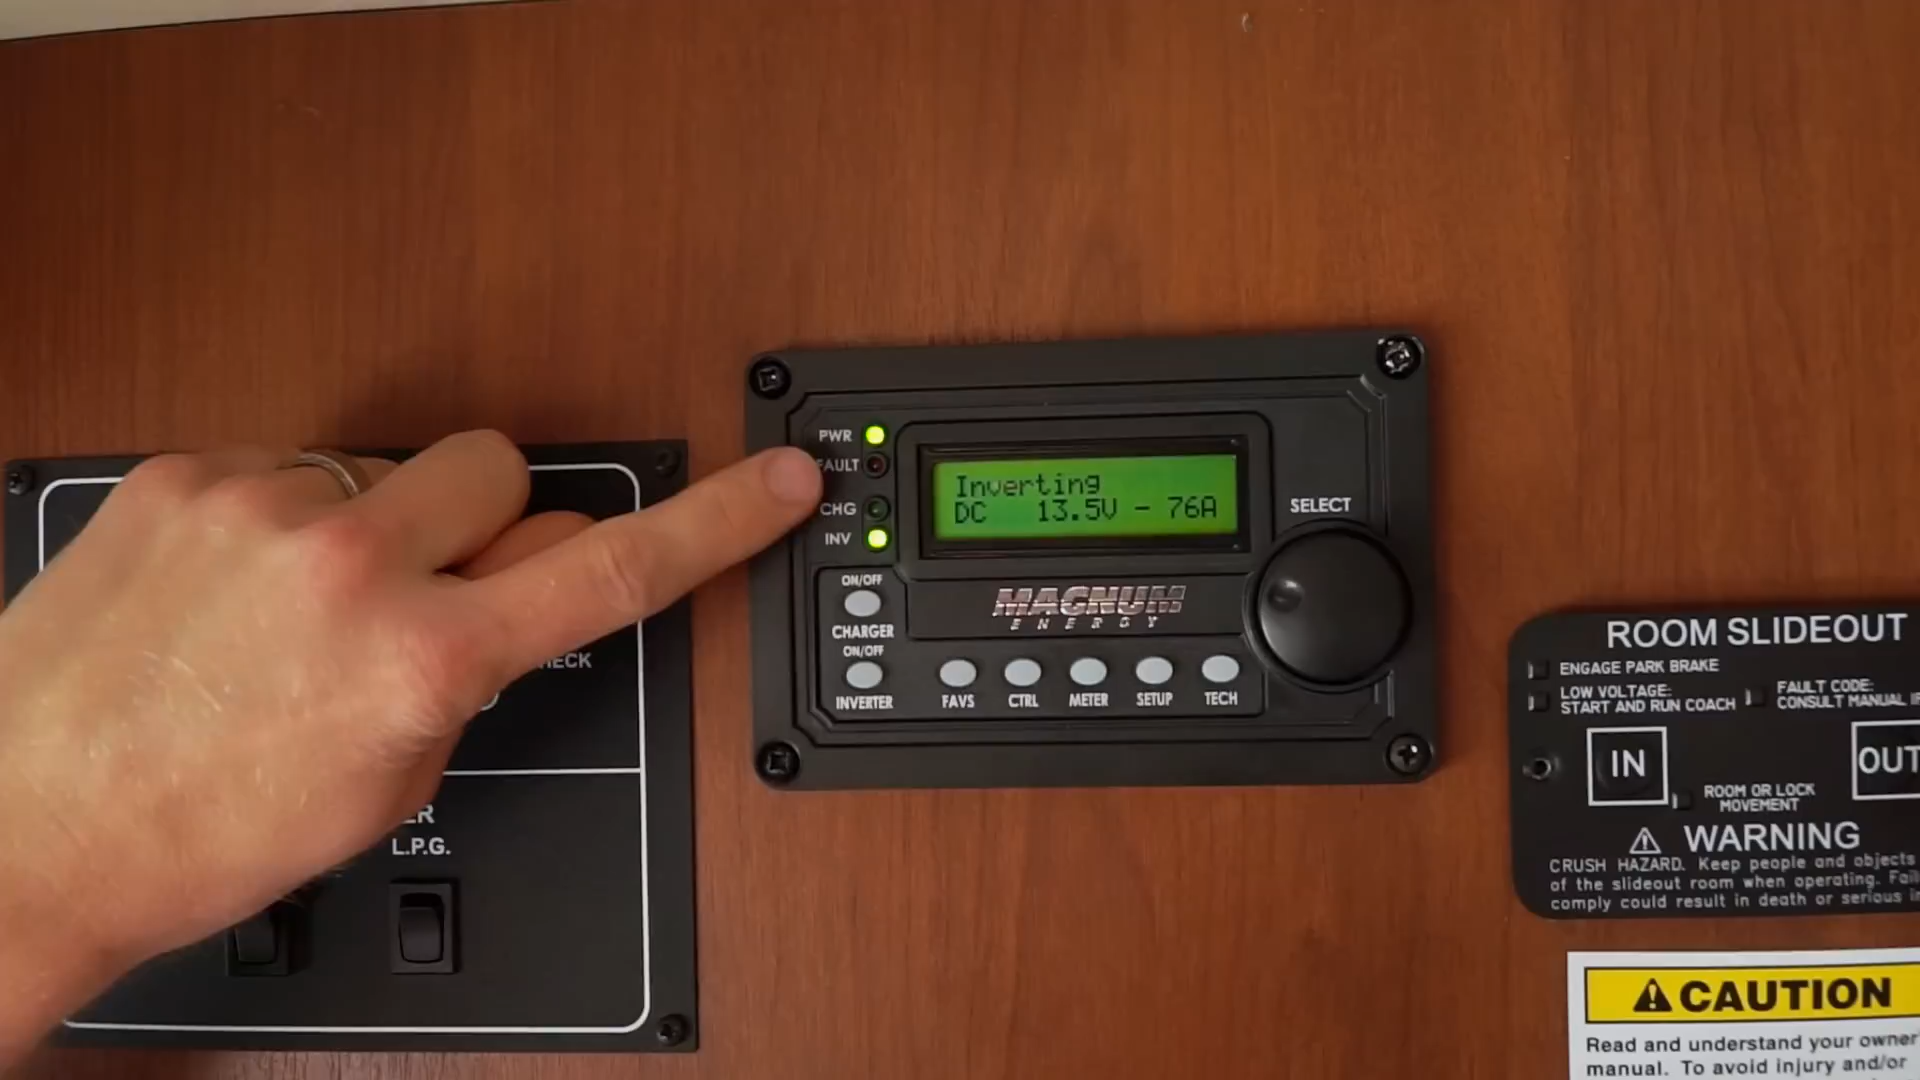 PWR
FAULT
CHG
INV
Inverting
DC 13.5V - 76A
SELECT
MAGNUM
ENERGY
ON/OFF
CHARGER
ON/OFF
INVERTER
FAVS
CTRL
METER
SETUP
TECH
L.P.G.
ROOM SLIDEOUT
ENGAGE PARK BRAKE
LOW VOLTAGE:
START AND RUN COACH
FAULT CODE:
CONSULT MANUAL
IN
OUT
ROOM OR LOCK
MOVEMENT
WARNING
CRUSH HAZARD. Keep people and objects
of the slideout room when operating.
comply could result in death or serious
CAUTION
Read and understand your owner
manual. To avoid injury and/or